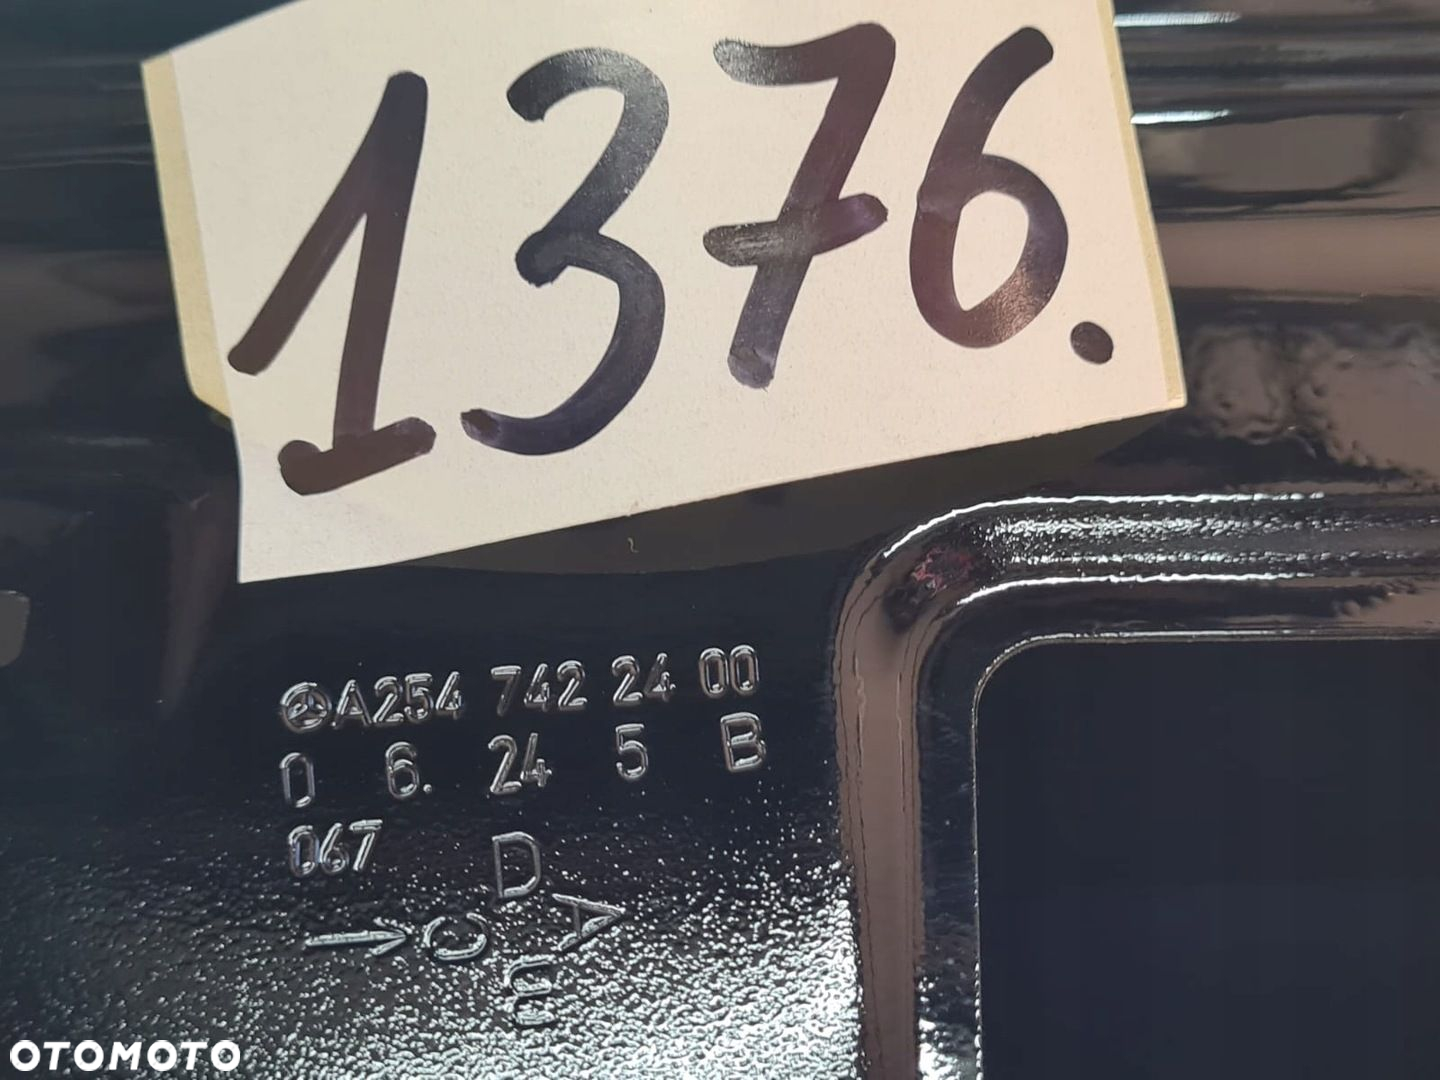 1376.
A254 742 24 00
0 6. 24 5 B
067
D
A
C
B
OTOMOTO